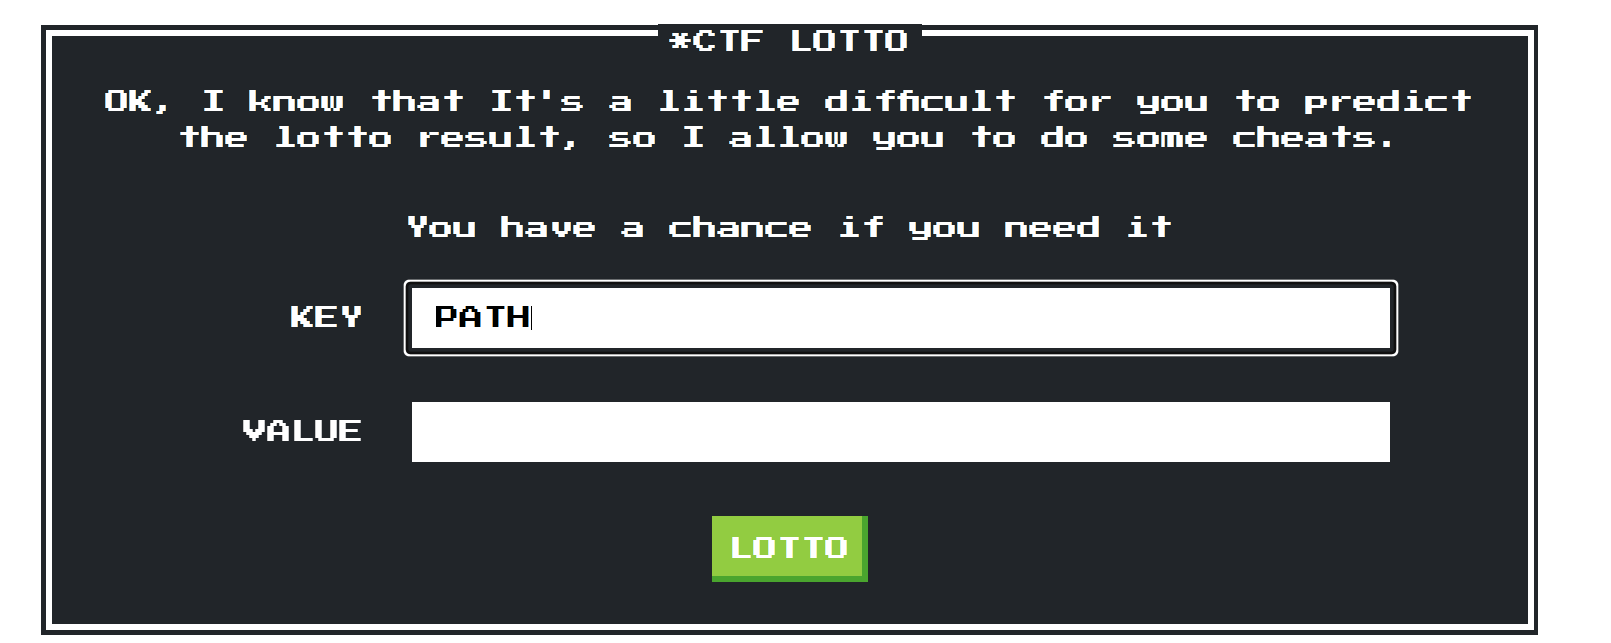 *CTF LOTTO
OK, I know that It's a little difficult for you to predict
the lotto result, so I allow you to do some cheats.
You have a chance if you need it
KEY PATH
VALUE
LOTTO